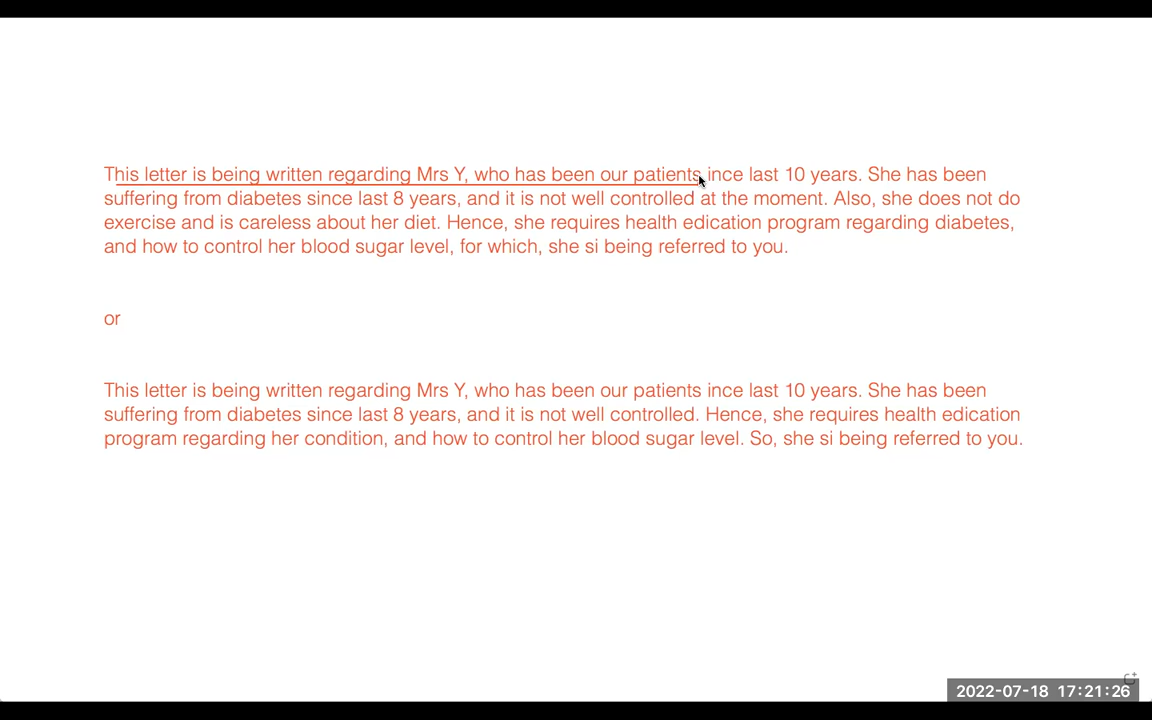 This letter is being written regarding Mrs Y, who has been our patients ince last 10 years. She has been
suffering from diabetes since last 8 years, and it is not well controlled at the moment. Also, she does not do
exercise and is careless about her diet. Hence, she requires health edication program regarding diabetes,
and how to control her blood sugar level, for which, she si being referred to you.
or
This letter is being written regarding Mrs Y, who has been our patients ince last 10 years. She has been
suffering from diabetes since last 8 years, and it is not well controlled. Hence, she requires health edication
program regarding her condition, and how to control her blood sugar level. So, she si being referred to you.
2022-07-18 17:21:26